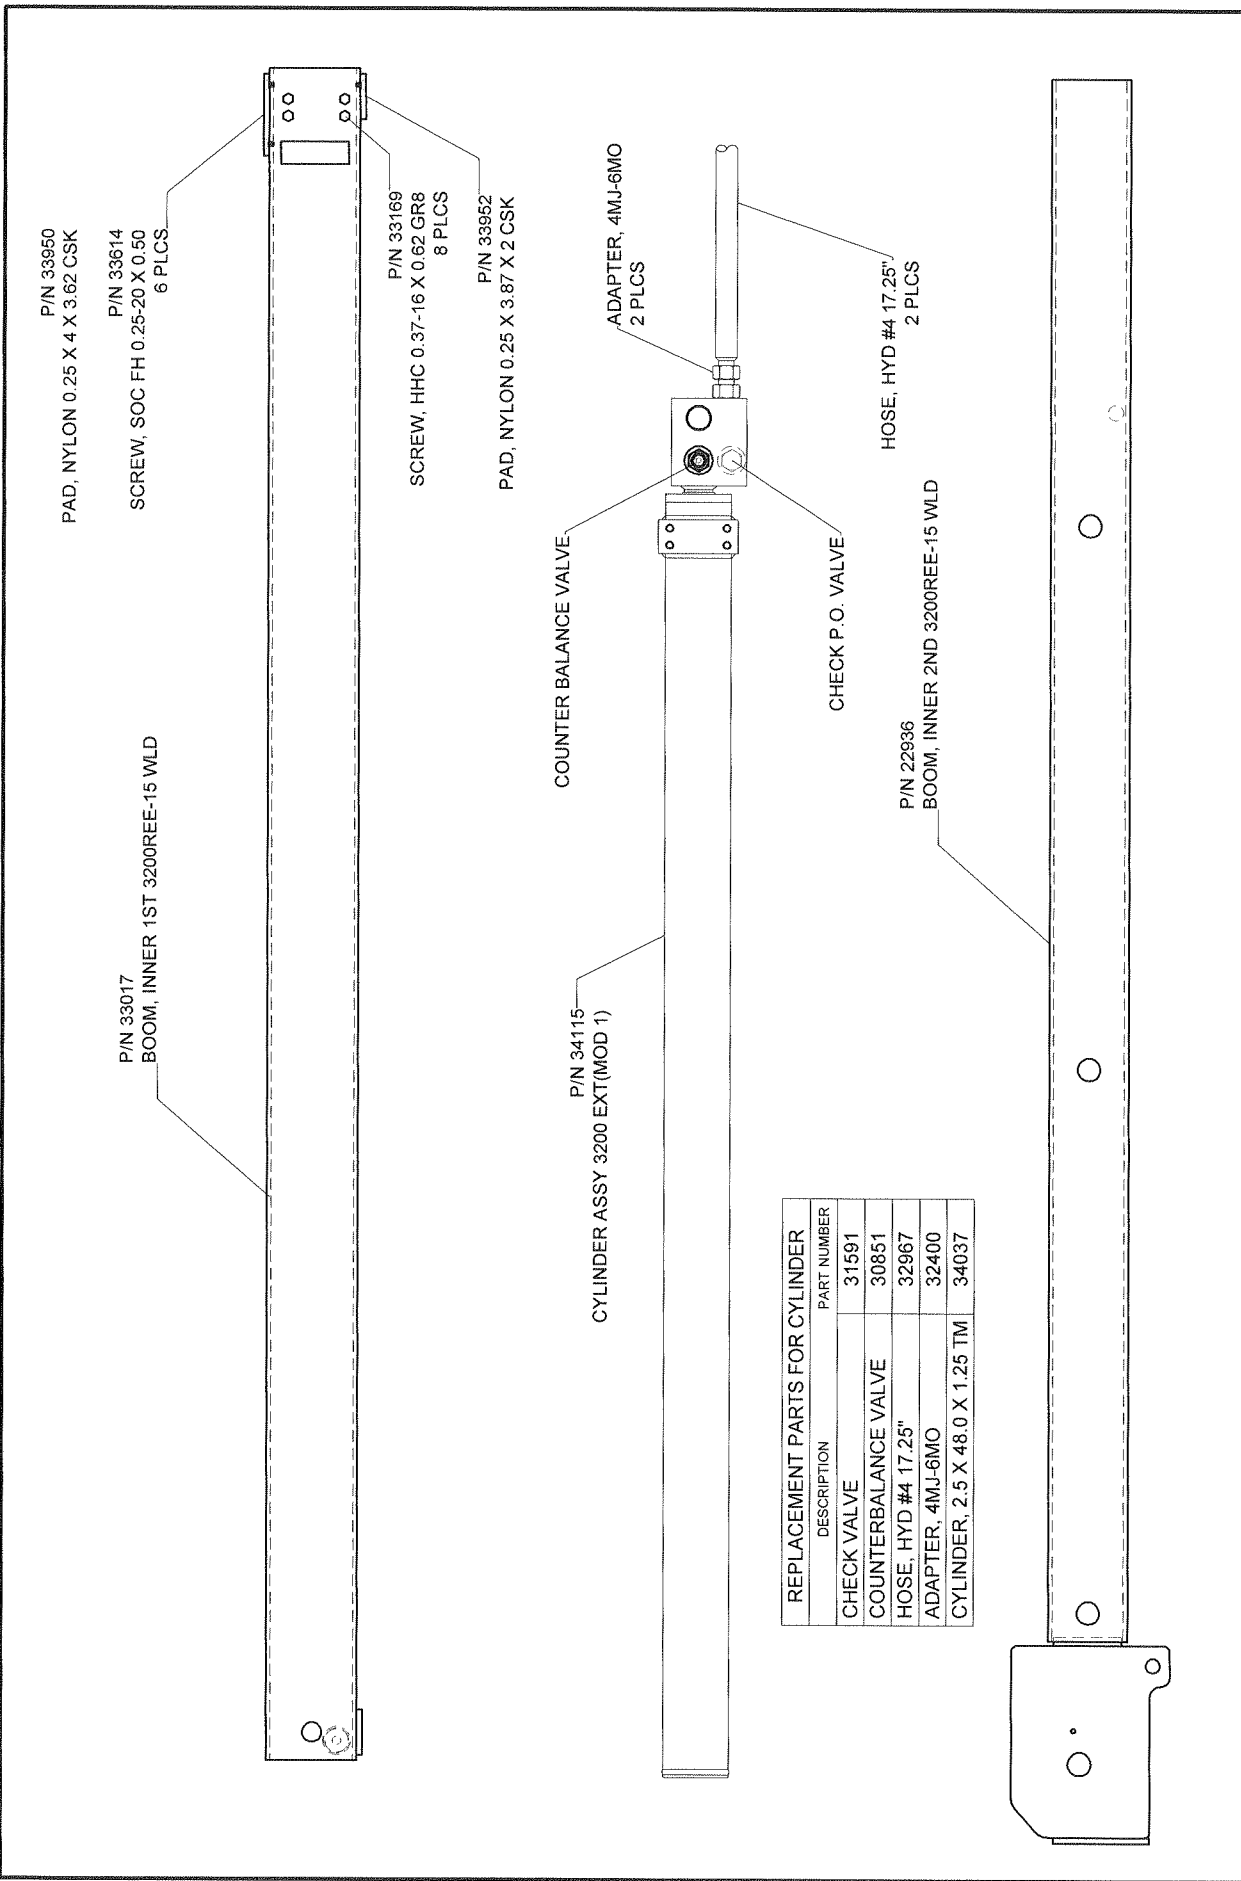 P/N 33950
PAD, NYLON 0.25 X 4 X 3.62 CSK
P/N 33614
SCREW, SOC FH 0.25-20 X 0.50
6 PLCS
P/N 33017
BOOM, INNER 1ST 3200REE-15 WLD
P/N 33169
SCREW, HHC 0.37-16 X 0.62 GR8
8 PLCS
P/N 33952
PAD, NYLON 0.25 X 3.87 X 2 CSK
COUNTER BALANCE VALVE
ADAPTER, 4MJ-6MO
2 PLCS
P/N 34115
CYLINDER ASSY 3200 EXT(MOD 1)
CHECK P.O. VALVE
HOSE, HYD #4 17.25"
2 PLCS
REPLACEMENT PARTS FOR CYLINDER
DESCRIPTION PART NUMBER
CHECK VALVE 31591
COUNTERBALANCE VALVE 30851
HOSE, HYD #4 17.25" 32967
ADAPTER, 4MJ-6MO 32400
CYLINDER, 2.5 X 48.0 X 1.25 TM 34037
P/N 22936
BOOM, INNER 2ND 3200REE-15 WLD